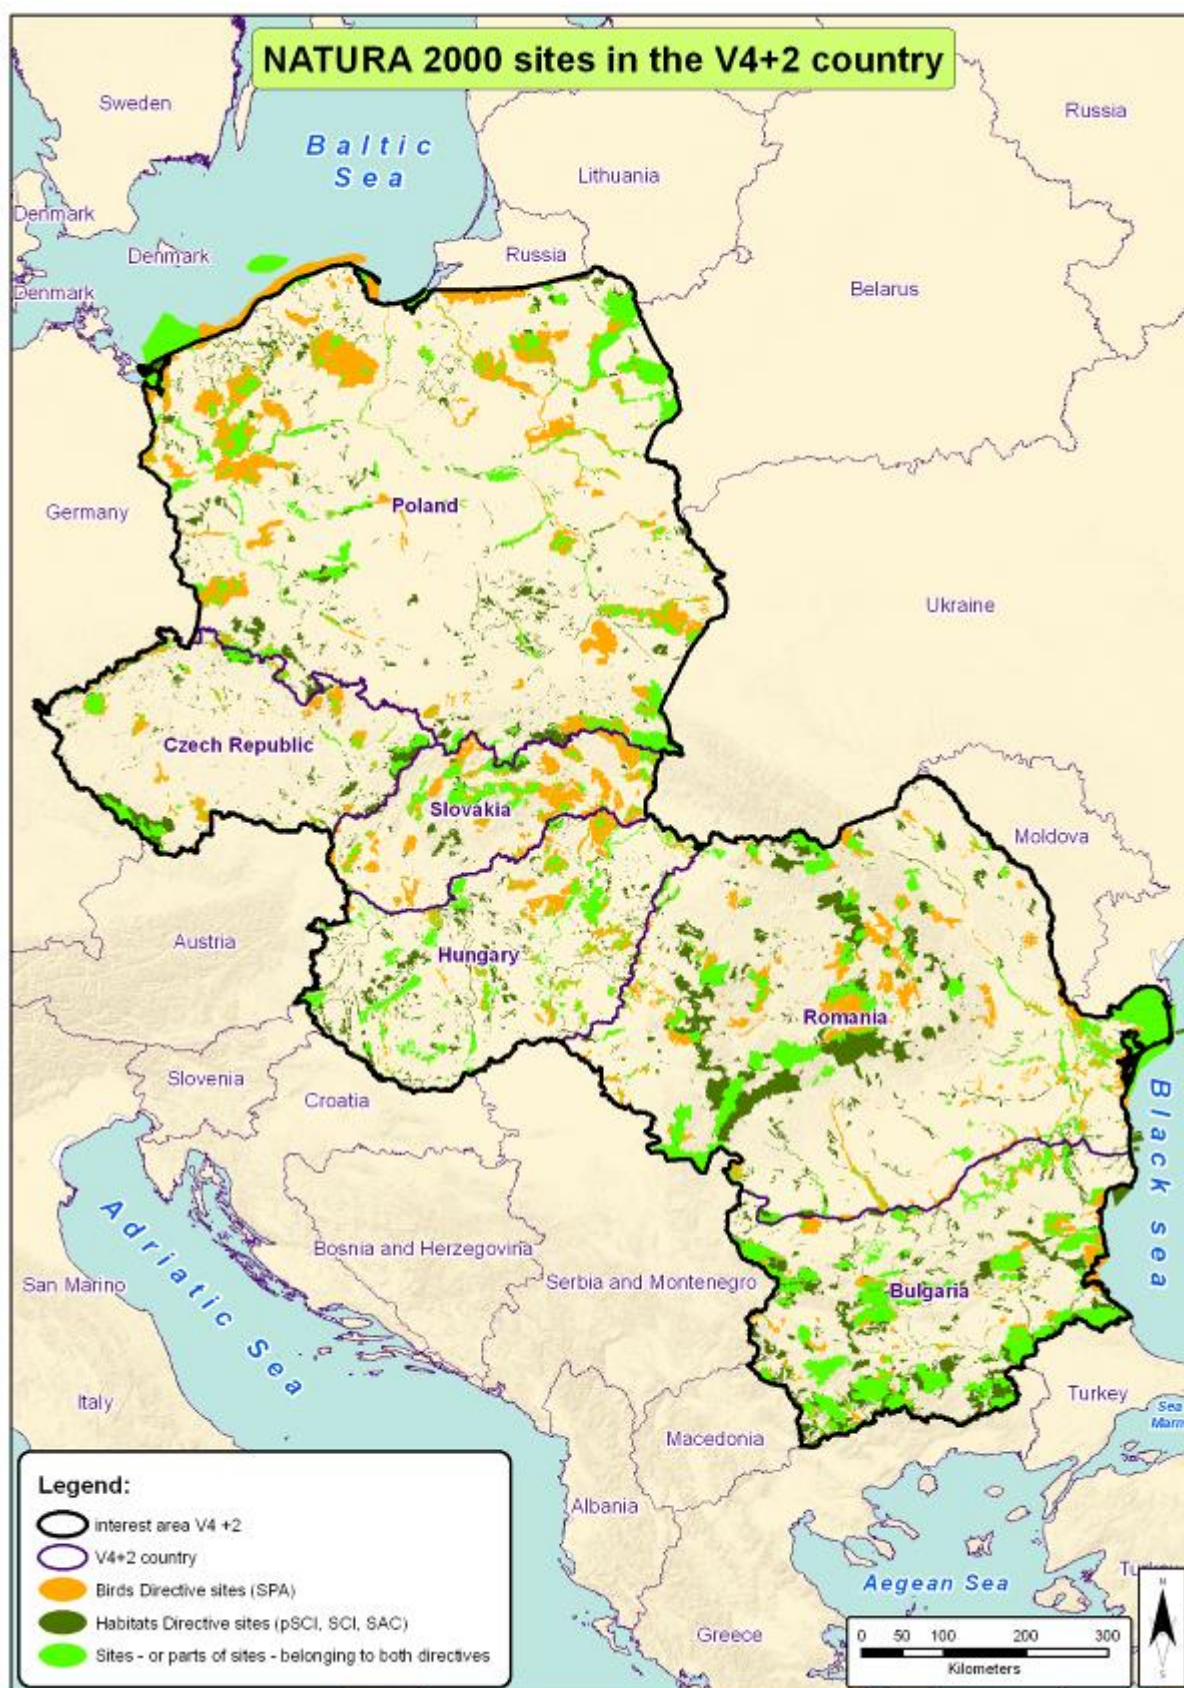 NATURA 2000 sites in the V4+2 country
Sweden
Russia
Baltic
Sea
Lithuania
Denmark
Denmark
Russia
Denmark
Belarus
Germany
Poland
Ukraine
Czech Republic
Slovakia
Moldova
Austria
Hungary
Romania
Slovenia
Croatia
Black sea
Adriatic Sea
Bosnia and Herzegovina
San Marino
Serbia and Montenegro
Bulgaria
Italy
Turkey
Sea
Macedonia
Albania
Aegean Sea
Greece
Legend:
interest area V4 +2
V4+2 country
Birds Directive sites (SPA)
Habitats Directive sites (pSCI, SCI, SAC)
Sites - or parts of sites - belonging to both directives
0 50 100 200 300
Kilometers
N
S